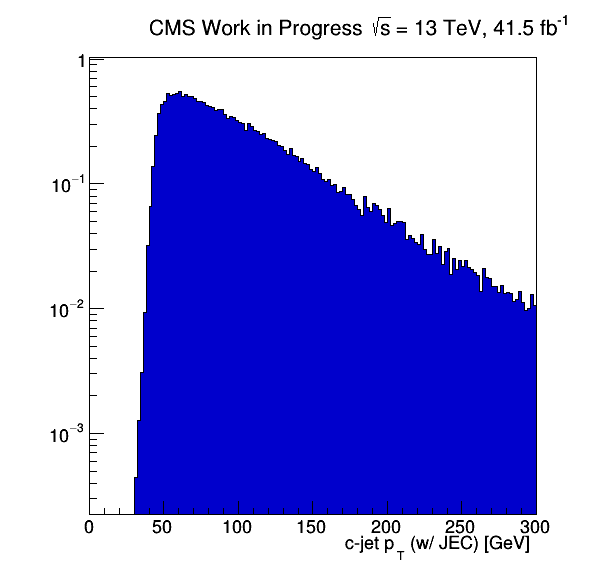 CMS Work in Progress √s = 13 TeV, 41.5 fb⁻¹
1
10⁻¹
10⁻²
10⁻³
0 50 100 150 200 250 300
c-jet p_T (w/ JEC) [GeV]